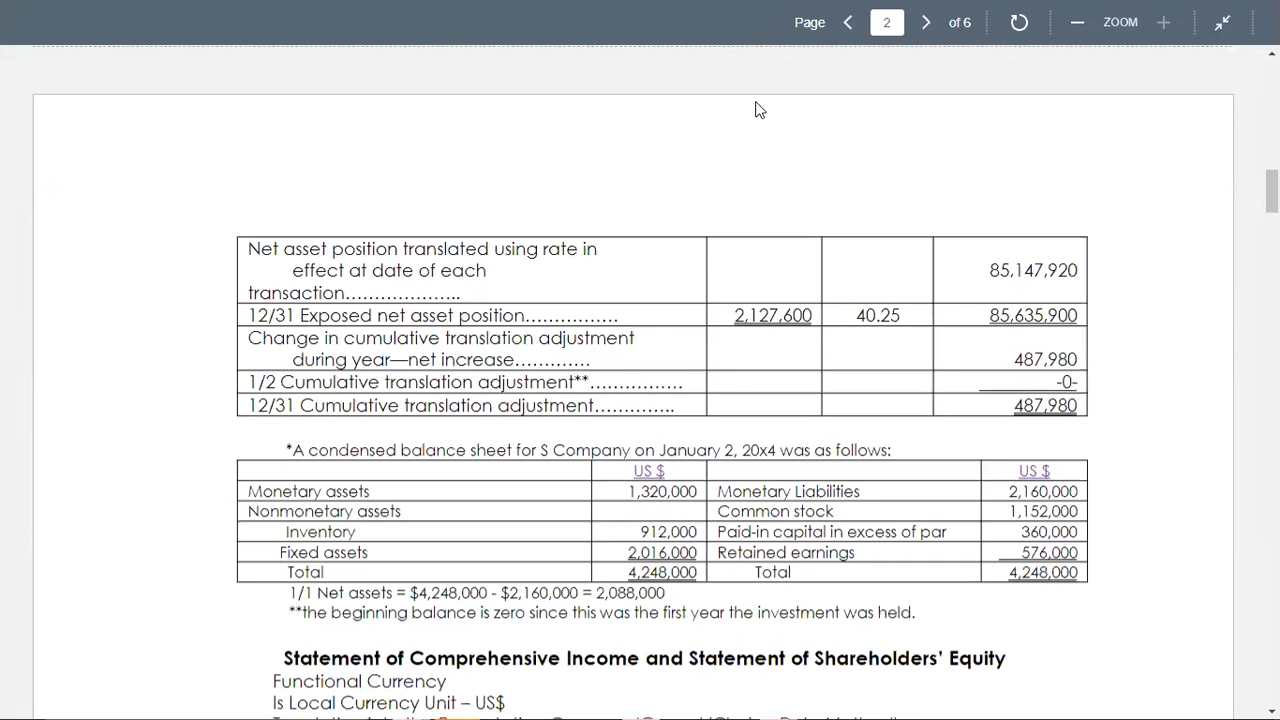 Page 2 of 6 ZOOM
Net asset position translated using rate in
effect at date of each
transaction……………….. 85,147,920
12/31 Exposed net asset position……………. 2,127,600 40.25 85,635,900
Change in cumulative translation adjustment
during year—net increase…………. 487,980
1/2 Cumulative translation adjustment**……………. -0-
12/31 Cumulative translation adjustment………….. 487,980
*A condensed balance sheet for S Company on January 2, 20x4 was as follows:
US $ US $
Monetary assets 1,320,000 Monetary Liabilities 2,160,000
Nonmonetary assets Common stock 1,152,000
Inventory 912,000 Paid-in capital in excess of par 360,000
Fixed assets 2,016,000 Retained earnings 576,000
Total 4,248,000 Total 4,248,000
1/1 Net assets = $4,248,000 - $2,160,000 = 2,088,000
**the beginning balance is zero since this was the first year the investment was held.
Statement of Comprehensive Income and Statement of Shareholders’ Equity
Functional Currency
Is Local Currency Unit – US$